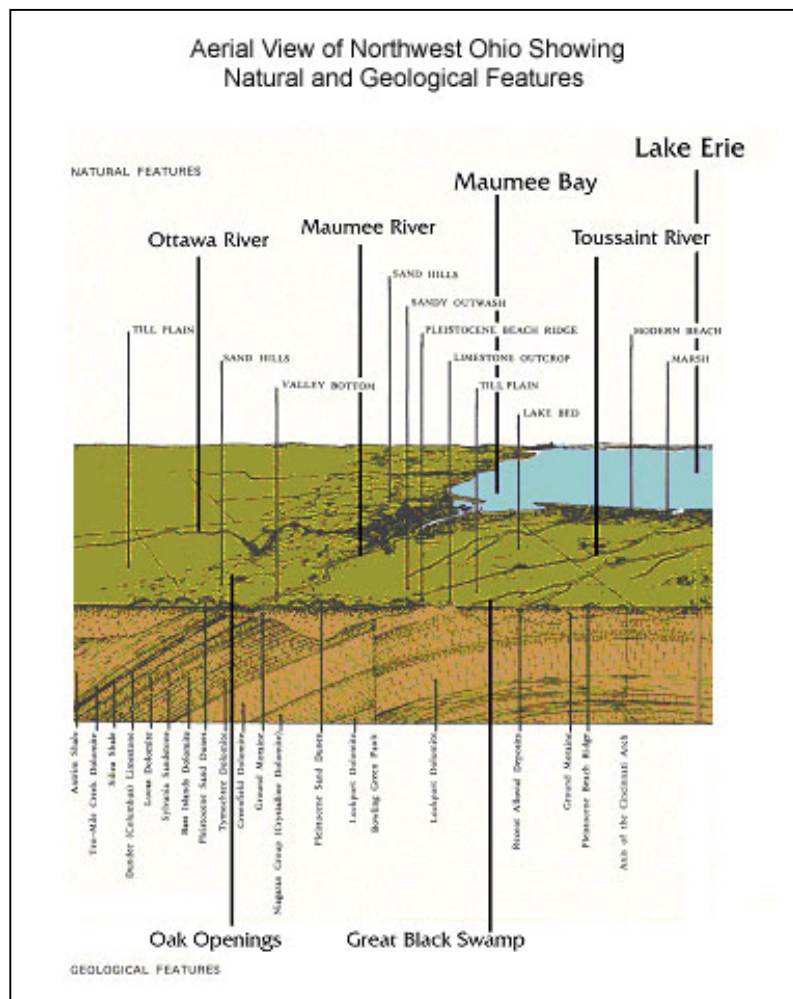 Aerial View of Northwest Ohio Showing
Natural and Geological Features
NATURAL FEATURES
Lake Erie
Maumee Bay
Maumee River
Ottawa River
Toussaint River
SAND HILLS
SANDY OUTWASH
TILL PLAIN
PLEISTOCENE BEACH RIDGE
MODERN BEACH
SAND HILLS
LIMESTONE OUTCROP
MARSH
VALLEY BOTTOM
TILL PLAIN
LAKE BED
Antrim Shale
Ten-Mile Creek Dolomite
Silica Shale
Dunder (Columbus) Limestone
Lucas Dolomite
Sylvania Sandstone
Bass Islands Dolomite
Pleistocene Sand Dunes
Tymochtee Dolomite
Greenfield Dolomite
Ground Moraine
Niagaran Group (Crystalline Dolomite)
Pleistocene Sand Dunes
Lockport Dolomite
Bowling Green Fault
Lockport Dolomite
Recent Alluvial Deposits
Ground Moraine
Pleistocene Beach Ridge
Axis of the Cincinnati Arch
Oak Openings
Great Black Swamp
GEOLOGICAL FEATURES